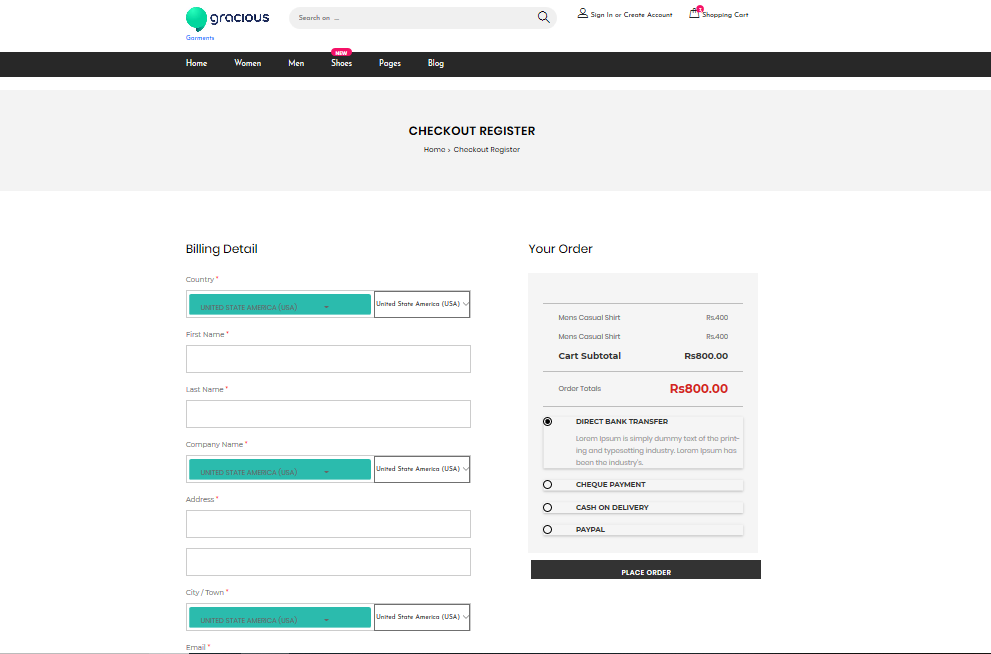 gracious
Garments
Search on ...
Sign In or Create Account
Shopping Cart
Home
Women
Men
NEW
Shoes
Pages
Blog
CHECKOUT REGISTER
Home › Checkout Register
Billing Detail
Country *
UNITED STATE AMERICA (USA)
United State America (USA)
First Name *
Last Name *
Company Name *
UNITED STATE AMERICA (USA)
United State America (USA)
Address *
City / Town *
UNITED STATE AMERICA (USA)
United State America (USA)
Email *
Your Order
Mens Casual Shirt Rs.400
Mens Casual Shirt Rs.400
Cart Subtotal Rs800.00
Order Totals Rs800.00
DIRECT BANK TRANSFER
Lorem Ipsum is simply dummy text of the print-
ing and typesetting industry. Lorem Ipsum has
been the industry's.
CHEQUE PAYMENT
CASH ON DELIVERY
PAYPAL
PLACE ORDER